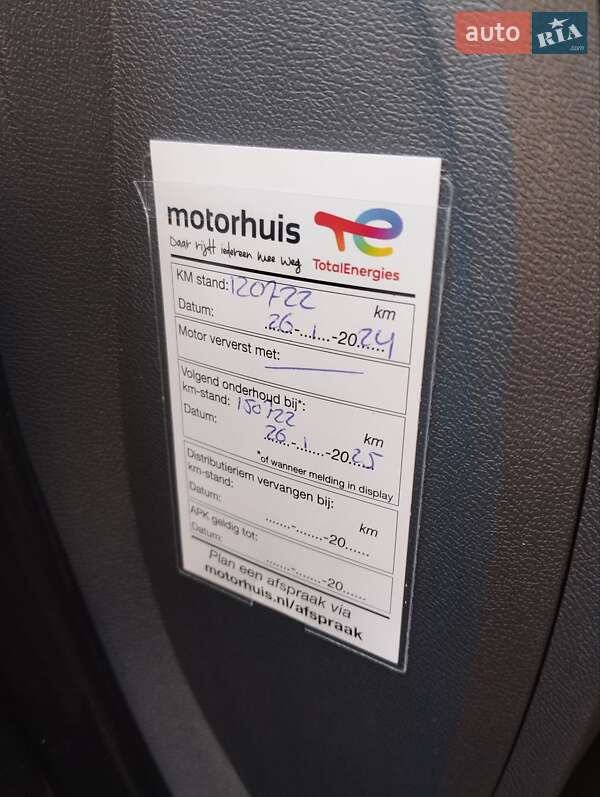 auto RIA.com
motorhuis
Daar rijdt iedereen mee weg
TotalEnergies
KM stand: 120722 km
Datum: 26-1-2024
Motor ververst met:
Volgend onderhoud bij*:
km-stand: 150722 km
Datum: 26-1-2025
*of wanneer melding in display
Distributieriem vervangen bij:
km-stand: km
Datum: ........-........-20......
APK geldig tot:
Datum: ........-........-20......
Plan een afspraak via
motorhuis.nl/afspraak